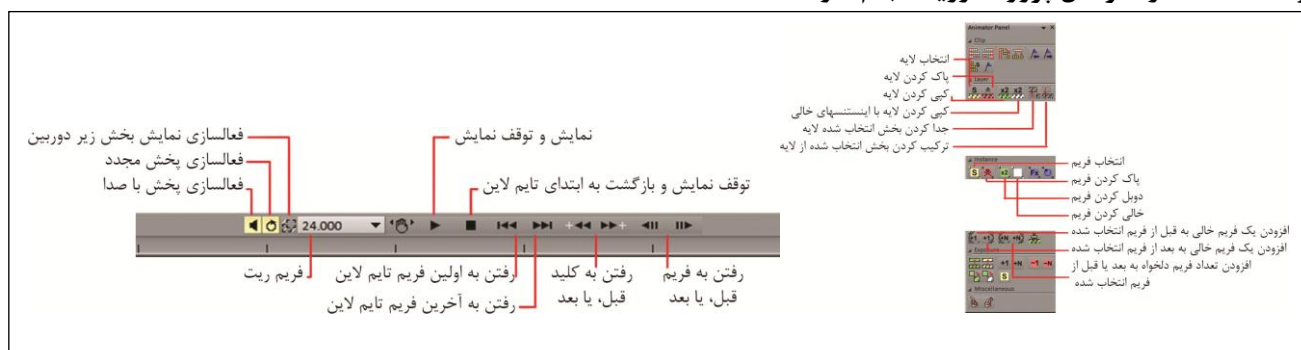 Animator Panel
Clip
انتخاب لایه
پاک کردن لایه
Layer
کپی کردن لایه
کپی کردن لایه با اینستنسهای خالی
جدا کردن بخش انتخاب شده لایه
ترکیب کردن بخش انتخاب شده از لایه
نمایش و توقف نمایش
فعالسازی نمایش بخش زیر دوربین
فعالسازی پخش مجدد
فعالسازی پخش با صدا
توقف نمایش و بازگشت به ابتدای تایم لاین
24.000
Instance
انتخاب فریم
پاک کردن فریم
دوبل کردن فریم
خالی کردن فریم
افزودن یک فریم خالی به قبل از فریم انتخاب شده
افزودن یک فریم خالی به بعد از فریم انتخاب شده
افزودن تعداد فریم دلخواه به بعد یا قبل از
فریم انتخاب شده
Exposure
Miscellaneous
فریم ریت
رفتن به اولین فریم تایم لاین
رفتن به آخرین فریم تایم لاین
رفتن به کلید
قبل، یا بعد
رفتن به فریم
قبل، یا بعد